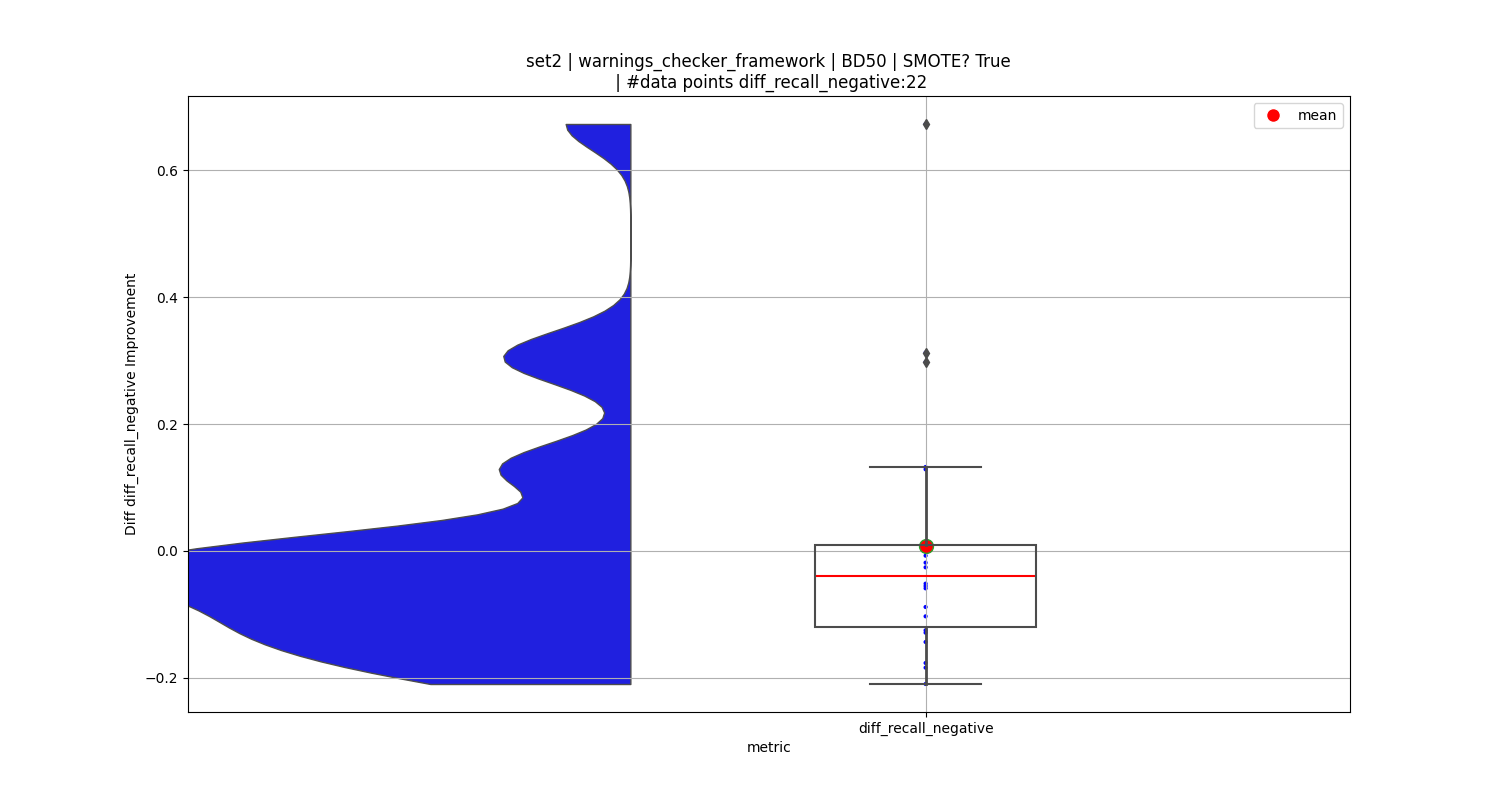 set2 | warnings_checker_framework | BD50 | SMOTE? True
| #data points diff_recall_negative:22
mean
0.6
0.4
0.2
0.0
−0.2
Diff diff_recall_negative Improvement
diff_recall_negative
metric